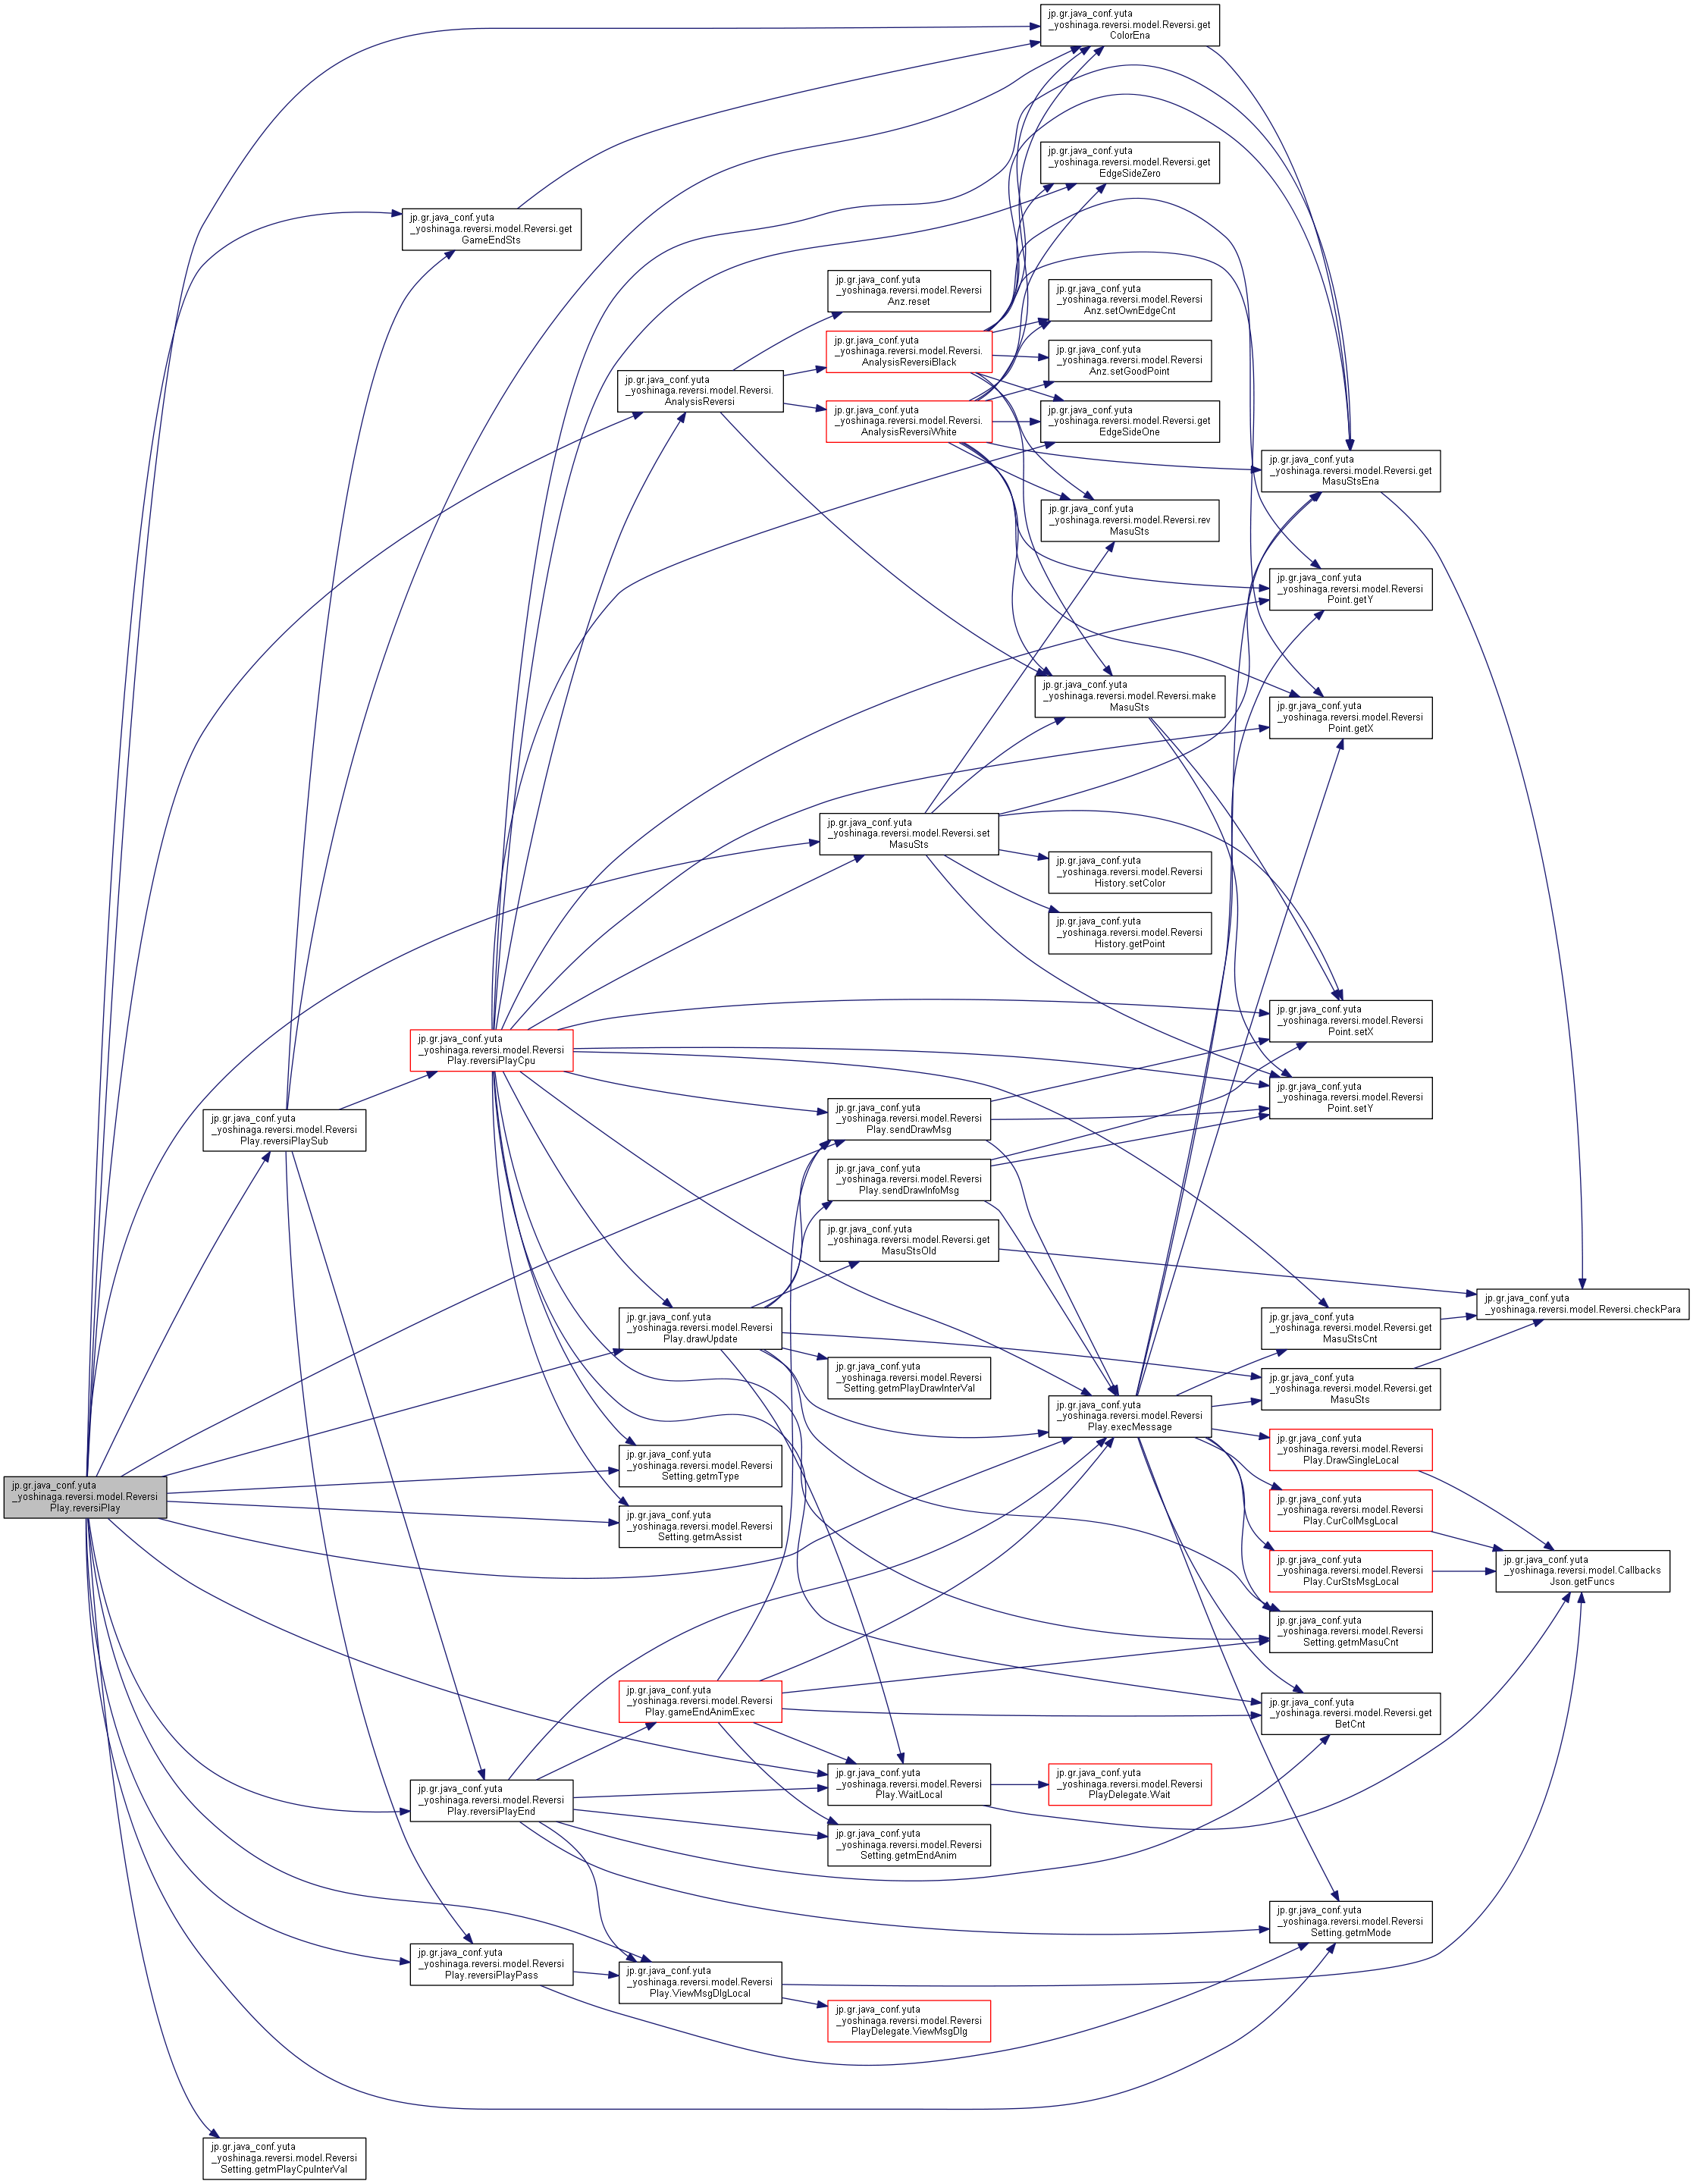 jp.gr.java_conf.yuta
_yoshinaga.reversi.model.Reversi.get
ColorEna
jp.gr.java_conf.yuta
_yoshinaga.reversi.model.Reversi.get
EdgeSideZero
jp.gr.java_conf.yuta
_yoshinaga.reversi.model.Reversi.get
GameEndSts
jp.gr.java_conf.yuta
_yoshinaga.reversi.model.Reversi
Anz.reset
jp.gr.java_conf.yuta
_yoshinaga.reversi.model.Reversi
Anz.setOwnEdgeCnt
jp.gr.java_conf.yuta
_yoshinaga.reversi.model.Reversi.
AnalysisReversiBlack
jp.gr.java_conf.yuta
_yoshinaga.reversi.model.Reversi
Anz.setGoodPoint
jp.gr.java_conf.yuta
_yoshinaga.reversi.model.Reversi.
AnalysisReversi
jp.gr.java_conf.yuta
_yoshinaga.reversi.model.Reversi.
AnalysisReversiWhite
jp.gr.java_conf.yuta
_yoshinaga.reversi.model.Reversi.get
EdgeSideOne
jp.gr.java_conf.yuta
_yoshinaga.reversi.model.Reversi.get
MasuStsEna
jp.gr.java_conf.yuta
_yoshinaga.reversi.model.Reversi.rev
MasuSts
jp.gr.java_conf.yuta
_yoshinaga.reversi.model.Reversi
Point.getY
jp.gr.java_conf.yuta
_yoshinaga.reversi.model.Reversi.make
MasuSts
jp.gr.java_conf.yuta
_yoshinaga.reversi.model.Reversi
Point.getX
jp.gr.java_conf.yuta
_yoshinaga.reversi.model.Reversi.set
MasuSts
jp.gr.java_conf.yuta
_yoshinaga.reversi.model.Reversi
History.setColor
jp.gr.java_conf.yuta
_yoshinaga.reversi.model.Reversi
History.getPoint
jp.gr.java_conf.yuta
_yoshinaga.reversi.model.Reversi
Point.setX
jp.gr.java_conf.yuta
_yoshinaga.reversi.model.Reversi
Play.reversiPlayCpu
jp.gr.java_conf.yuta
_yoshinaga.reversi.model.Reversi
Point.setY
jp.gr.java_conf.yuta
_yoshinaga.reversi.model.Reversi
Play.sendDrawMsg
jp.gr.java_conf.yuta
_yoshinaga.reversi.model.Reversi
Play.reversiPlaySub
jp.gr.java_conf.yuta
_yoshinaga.reversi.model.Reversi
Play.sendDrawInfoMsg
jp.gr.java_conf.yuta
_yoshinaga.reversi.model.Reversi.get
MasuStsOld
jp.gr.java_conf.yuta
_yoshinaga.reversi.model.Reversi.checkPara
jp.gr.java_conf.yuta
_yoshinaga.reversi.model.Reversi
Play.drawUpdate
jp.gr.java_conf.yuta
_yoshinaga.reversi.model.Reversi.get
MasuStsCnt
jp.gr.java_conf.yuta
_yoshinaga.reversi.model.Reversi
Setting.getmPlayDrawInterVal
jp.gr.java_conf.yuta
_yoshinaga.reversi.model.Reversi.get
MasuSts
jp.gr.java_conf.yuta
_yoshinaga.reversi.model.Reversi
Play.execMessage
jp.gr.java_conf.yuta
_yoshinaga.reversi.model.Reversi
Play.DrawSingleLocal
jp.gr.java_conf.yuta
_yoshinaga.reversi.model.Reversi
Setting.getmType
jp.gr.java_conf.yuta
_yoshinaga.reversi.model.Reversi
Play.reversiPlay
jp.gr.java_conf.yuta
_yoshinaga.reversi.model.Reversi
Play.CurColMsgLocal
jp.gr.java_conf.yuta
_yoshinaga.reversi.model.Reversi
Setting.getmAssist
jp.gr.java_conf.yuta
_yoshinaga.reversi.model.Reversi
Play.CurStsMsgLocal
jp.gr.java_conf.yuta
_yoshinaga.reversi.model.Callbacks
Json.getFuncs
jp.gr.java_conf.yuta
_yoshinaga.reversi.model.Reversi
Setting.getmMasuCnt
jp.gr.java_conf.yuta
_yoshinaga.reversi.model.Reversi
Play.gameEndAnimExec
jp.gr.java_conf.yuta
_yoshinaga.reversi.model.Reversi.get
BetCnt
jp.gr.java_conf.yuta
_yoshinaga.reversi.model.Reversi
Play.WaitLocal
jp.gr.java_conf.yuta
_yoshinaga.reversi.model.Reversi
PlayDelegate.Wait
jp.gr.java_conf.yuta
_yoshinaga.reversi.model.Reversi
Play.reversiPlayEnd
jp.gr.java_conf.yuta
_yoshinaga.reversi.model.Reversi
Setting.getmEndAnim
jp.gr.java_conf.yuta
_yoshinaga.reversi.model.Reversi
Setting.getmMode
jp.gr.java_conf.yuta
_yoshinaga.reversi.model.Reversi
Play.reversiPlayPass
jp.gr.java_conf.yuta
_yoshinaga.reversi.model.Reversi
Play.ViewMsgDlgLocal
jp.gr.java_conf.yuta
_yoshinaga.reversi.model.Reversi
PlayDelegate.ViewMsgDlg
jp.gr.java_conf.yuta
_yoshinaga.reversi.model.Reversi
Setting.getmPlayCpuInterVal